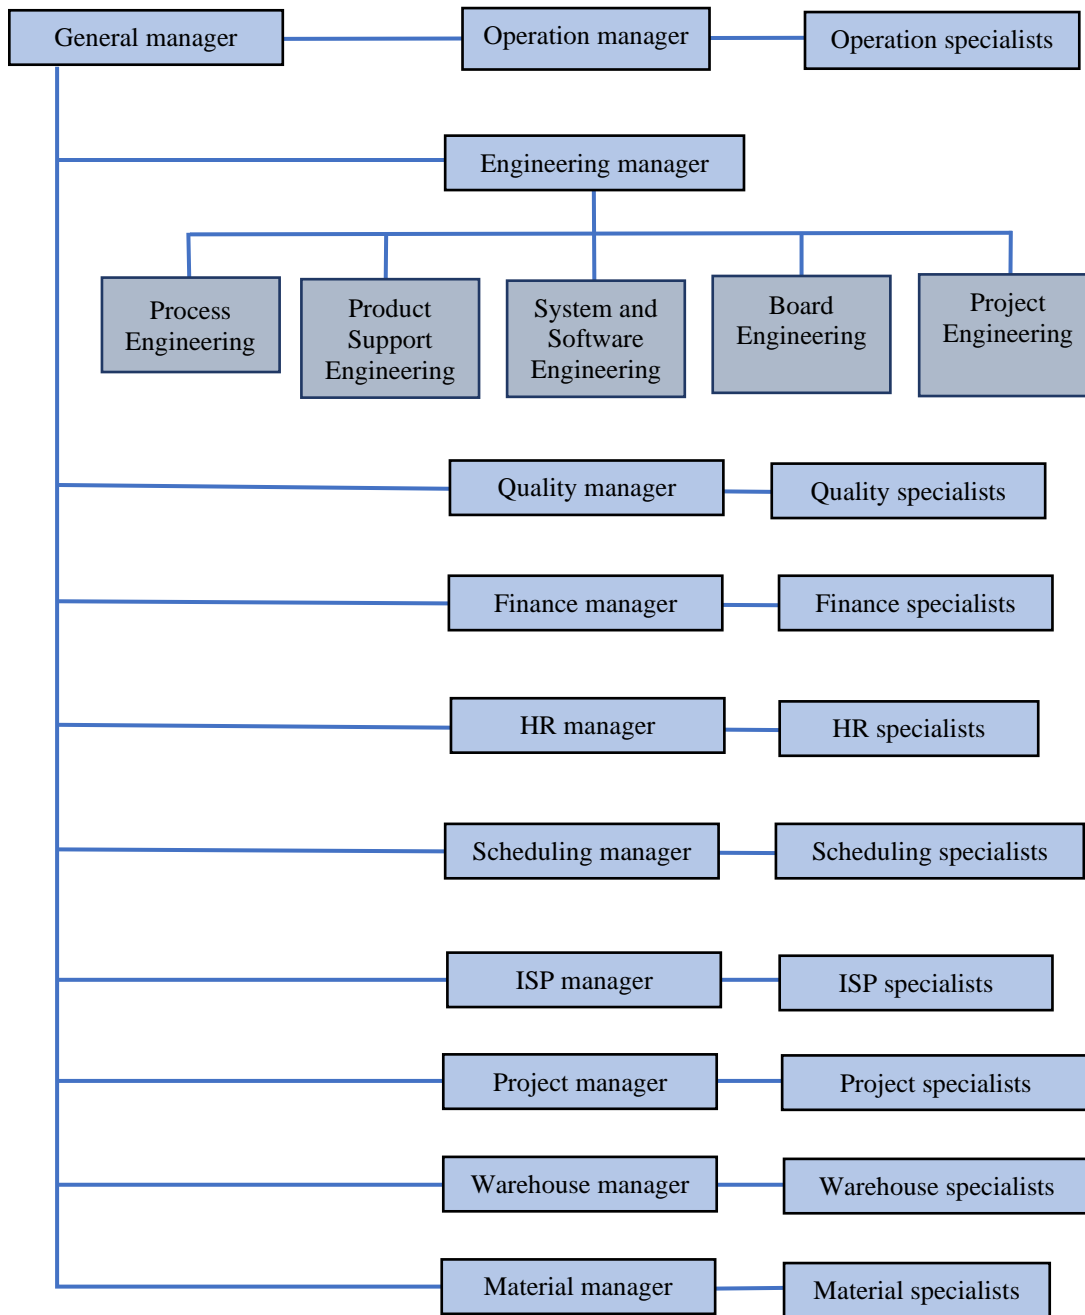 General manager
Operation manager
Operation specialists
Engineering manager
Process
Engineering
Product
Support
Engineering
System and
Software
Engineering
Board
Engineering
Project
Engineering
Quality manager
Quality specialists
Finance manager
Finance specialists
HR manager
HR specialists
Scheduling manager
Scheduling specialists
ISP manager
ISP specialists
Project manager
Project specialists
Warehouse manager
Warehouse specialists
Material manager
Material specialists